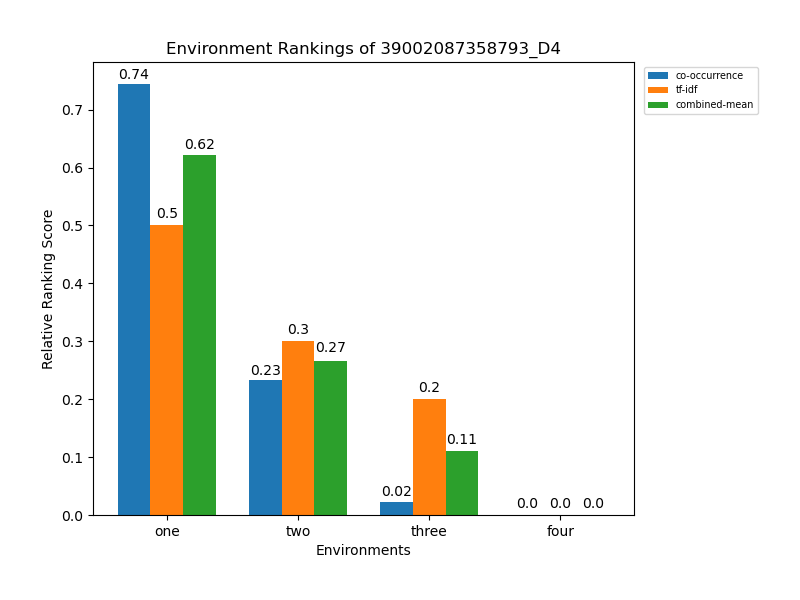 Environment Rankings of 39002087358793_D4
co-occurrence
tf-idf
combined-mean
Relative Ranking Score
0.7
0.6
0.5
0.4
0.3
0.2
0.1
0.0
0.74
0.5
0.62
0.23
0.3
0.27
0.02
0.2
0.11
0.0
0.0
0.0
one
two
three
four
Environments